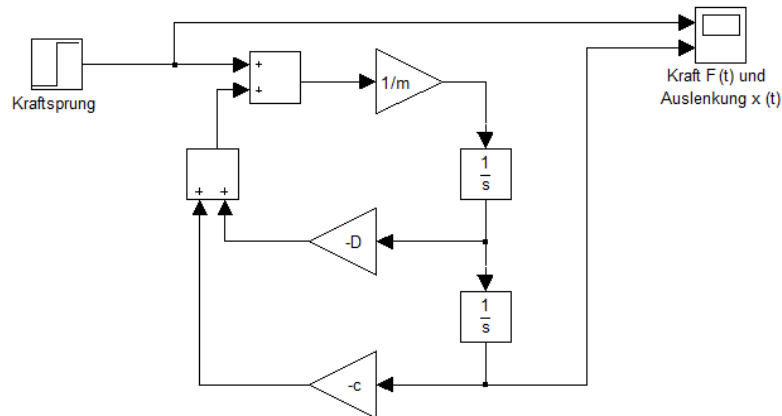 Kraftsprung
+
+
1/m
Kraft F (t) und
Auslenkung x (t)
1
s
+ +
-D
1
s
-c